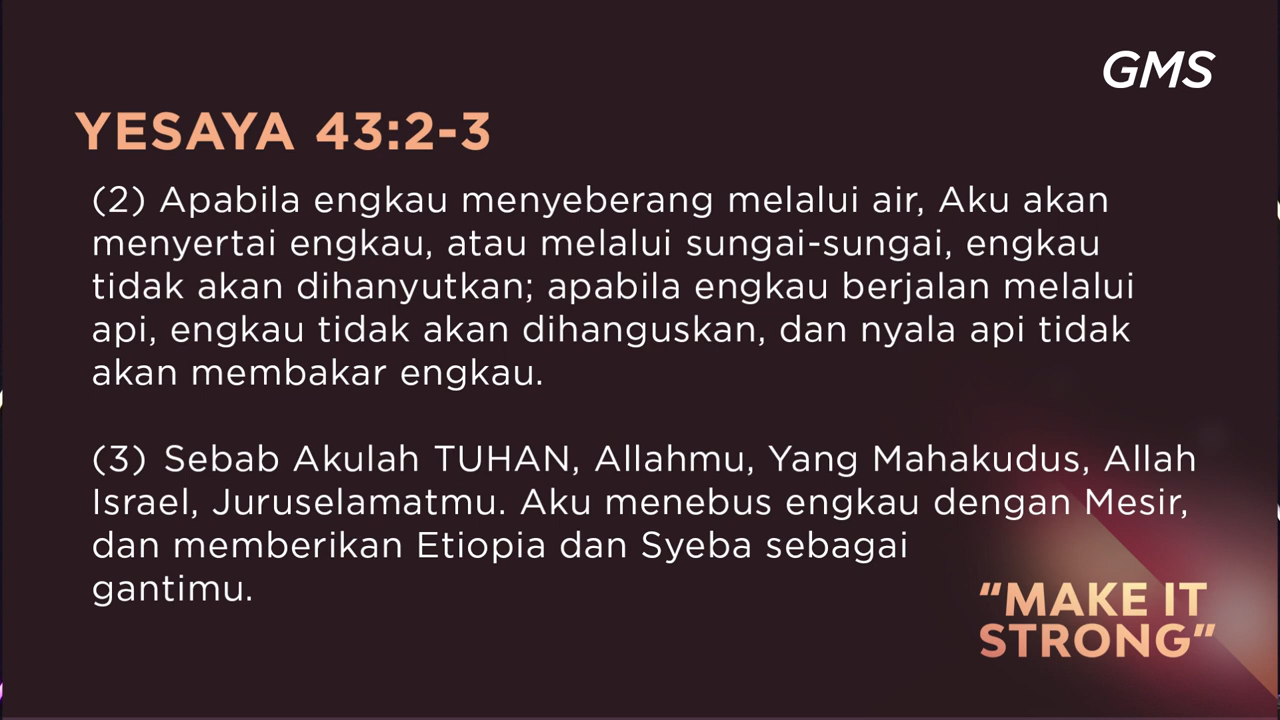 GMS
YESAYA 43:2-3
(2) Apabila engkau menyeberang melalui air, Aku akan
menyertai engkau, atau melalui sungai-sungai, engkau
tidak akan dihanyutkan; apabila engkau berjalan melalui
api, engkau tidak akan dihanguskan, dan nyala api tidak
akan membakar engkau.
(3) Sebab Akulah TUHAN, Allahmu, Yang Mahakudus, Allah
Israel, Juruselamatmu. Aku menebus engkau dengan Mesir,
dan memberikan Etiopia dan Syeba sebagai
gantimu.
“MAKE IT
STRONG”